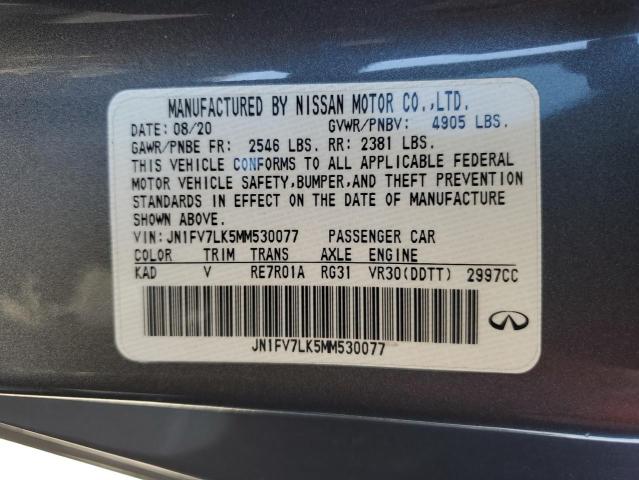 MANUFACTURED BY NISSAN MOTOR CO.,LTD.
DATE: 08/20 GVWR/PNBV: 4905 LBS.
GAWR/PNBE FR: 2546 LBS. RR: 2381 LBS.
THIS VEHICLE CONFORMS TO ALL APPLICABLE FEDERAL
MOTOR VEHICLE SAFETY,BUMPER,AND THEFT PREVENTION
STANDARDS IN EFFECT ON THE DATE OF MANUFACTURE
SHOWN ABOVE.
VIN: JN1FV7LK5MM530077 PASSENGER CAR
COLOR TRIM TRANS AXLE ENGINE
KAD V RE7R01A RG31 VR30(DDTT) 2997CC
JN1FV7LK5MM530077